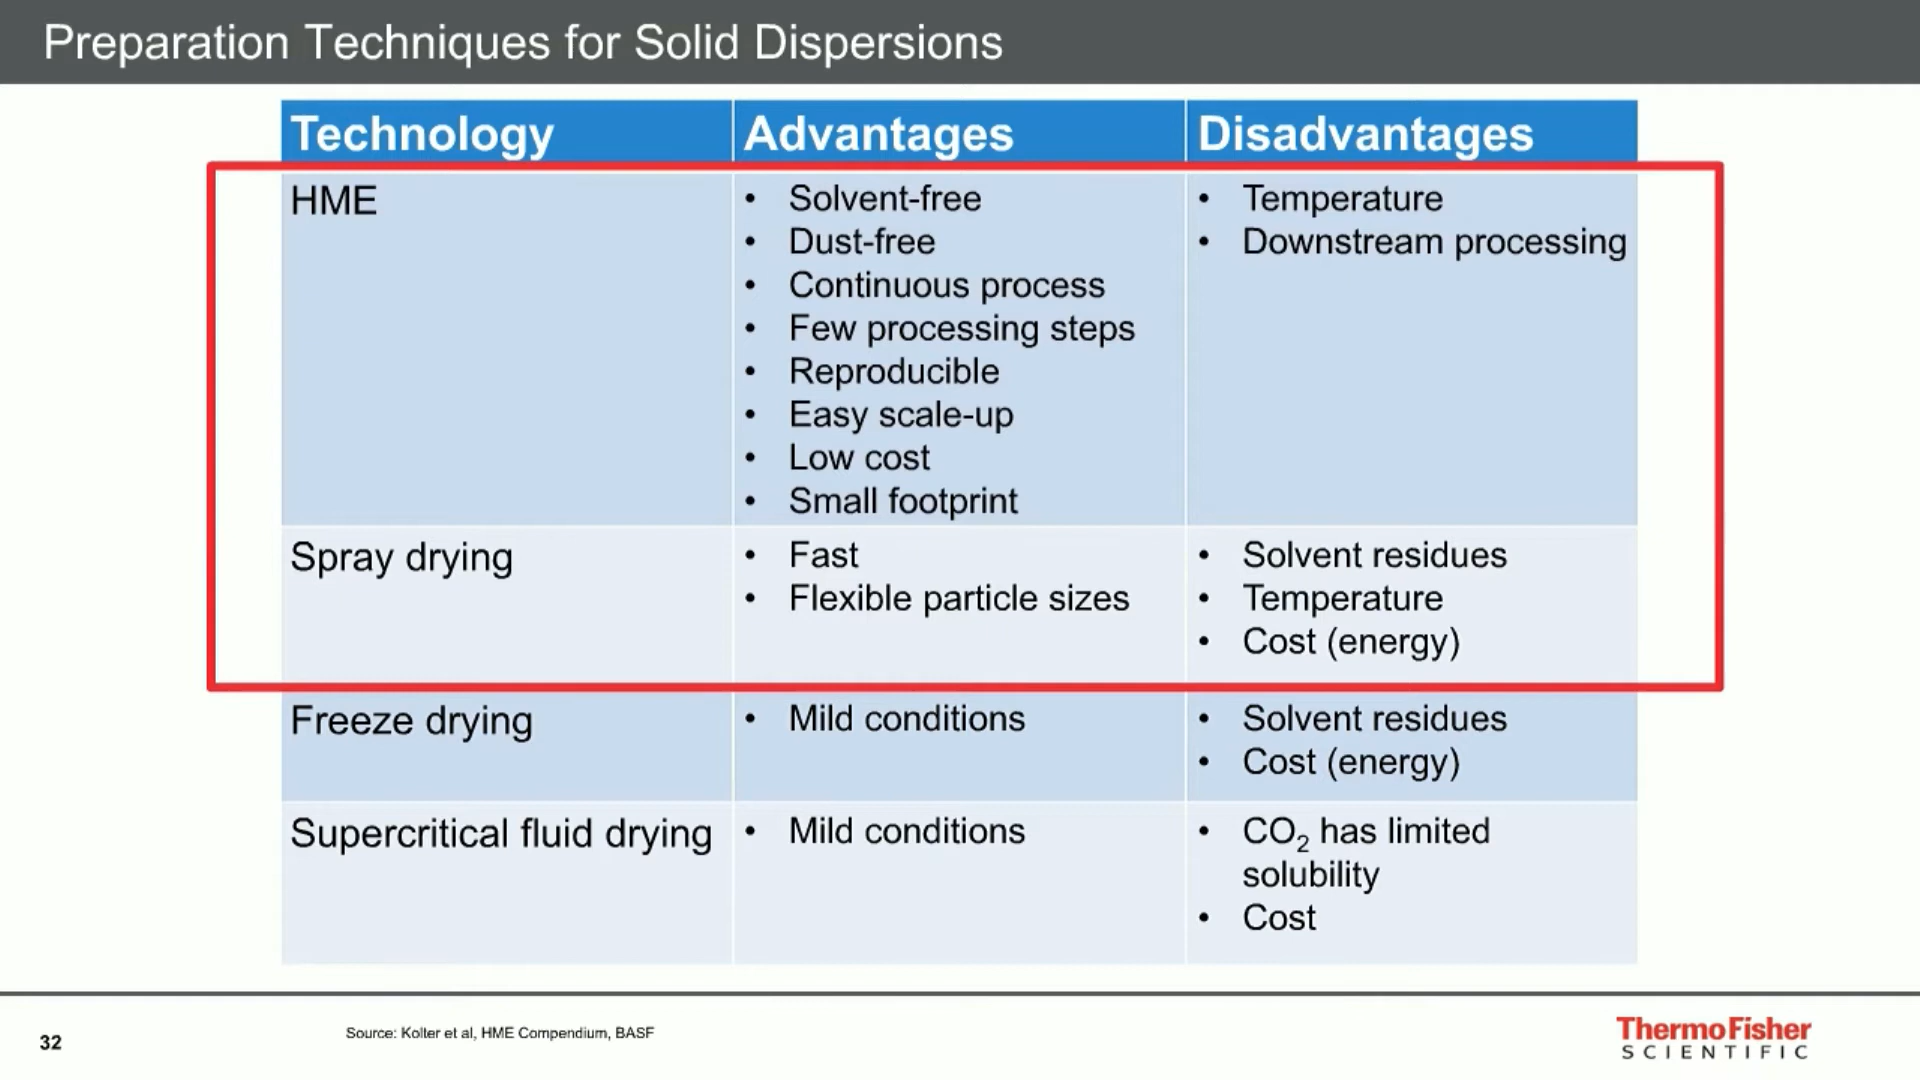 Preparation Techniques for Solid Dispersions
Technology
Advantages
Disadvantages
HME
• Solvent-free
• Dust-free
• Continuous process
• Few processing steps
• Reproducible
• Easy scale-up
• Low cost
• Small footprint
• Temperature
• Downstream processing
Spray drying
• Fast
• Flexible particle sizes
• Solvent residues
• Temperature
• Cost (energy)
Freeze drying
• Mild conditions
• Solvent residues
• Cost (energy)
Supercritical fluid drying
• Mild conditions
• CO₂ has limited
solubility
• Cost
32
Source: Kolter et al, HME Compendium, BASF
ThermoFisher
SCIENTIFIC